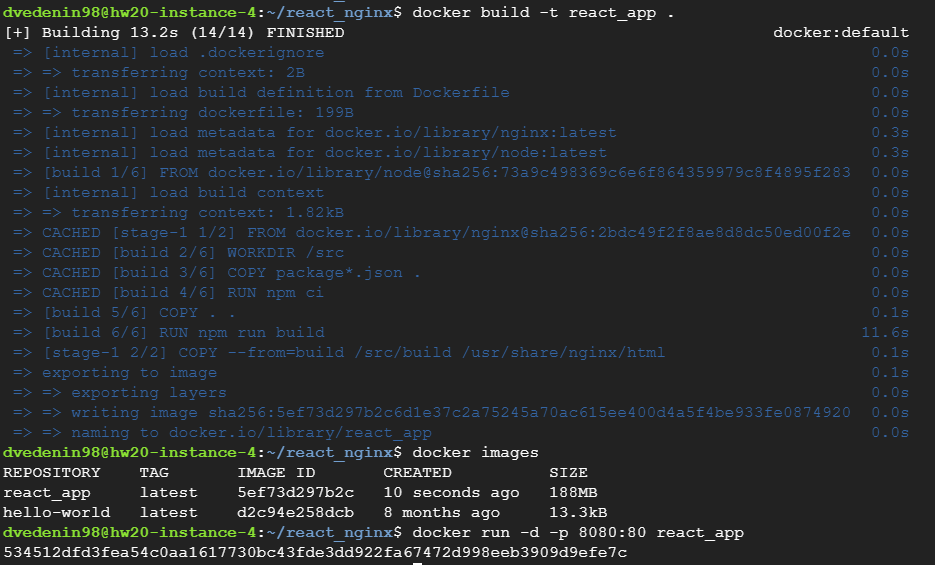 dvedenin98@hw20-instance-4:~/react_nginx$ docker build -t react_app .
[+] Building 13.2s (14/14) FINISHED docker:default
=> [internal] load .dockerignore 0.0s
=> => transferring context: 2B 0.0s
=> [internal] load build definition from Dockerfile 0.0s
=> => transferring dockerfile: 199B 0.0s
=> [internal] load metadata for docker.io/library/nginx:latest 0.3s
=> [internal] load metadata for docker.io/library/node:latest 0.3s
=> [build 1/6] FROM docker.io/library/node@sha256:73a9c498369c6e6f864359979c8f4895f283 0.0s
=> [internal] load build context 0.0s
=> => transferring context: 1.82kB 0.0s
=> CACHED [stage-1 1/2] FROM docker.io/library/nginx@sha256:2bdc49f2f8ae8d8dc50ed00f2e 0.0s
=> CACHED [build 2/6] WORKDIR /src 0.0s
=> CACHED [build 3/6] COPY package*.json . 0.0s
=> CACHED [build 4/6] RUN npm ci 0.0s
=> [build 5/6] COPY . . 0.1s
=> [build 6/6] RUN npm run build 11.6s
=> [stage-1 2/2] COPY --from=build /src/build /usr/share/nginx/html 0.1s
=> exporting to image 0.1s
=> => exporting layers 0.0s
=> => writing image sha256:5ef73d297b2c6d1e37c2a75245a70ac615ee400d4a5f4be933fe0874920 0.0s
=> => naming to docker.io/library/react_app 0.0s
dvedenin98@hw20-instance-4:~/react_nginx$ docker images
REPOSITORY TAG IMAGE ID CREATED SIZE
react_app latest 5ef73d297b2c 10 seconds ago 188MB
hello-world latest d2c94e258dcb 8 months ago 13.3kB
dvedenin98@hw20-instance-4:~/react_nginx$ docker run -d -p 8080:80 react_app
534512dfd3fea54c0aa1617730bc43fde3dd922fa67472d998eeb3909d9efe7c